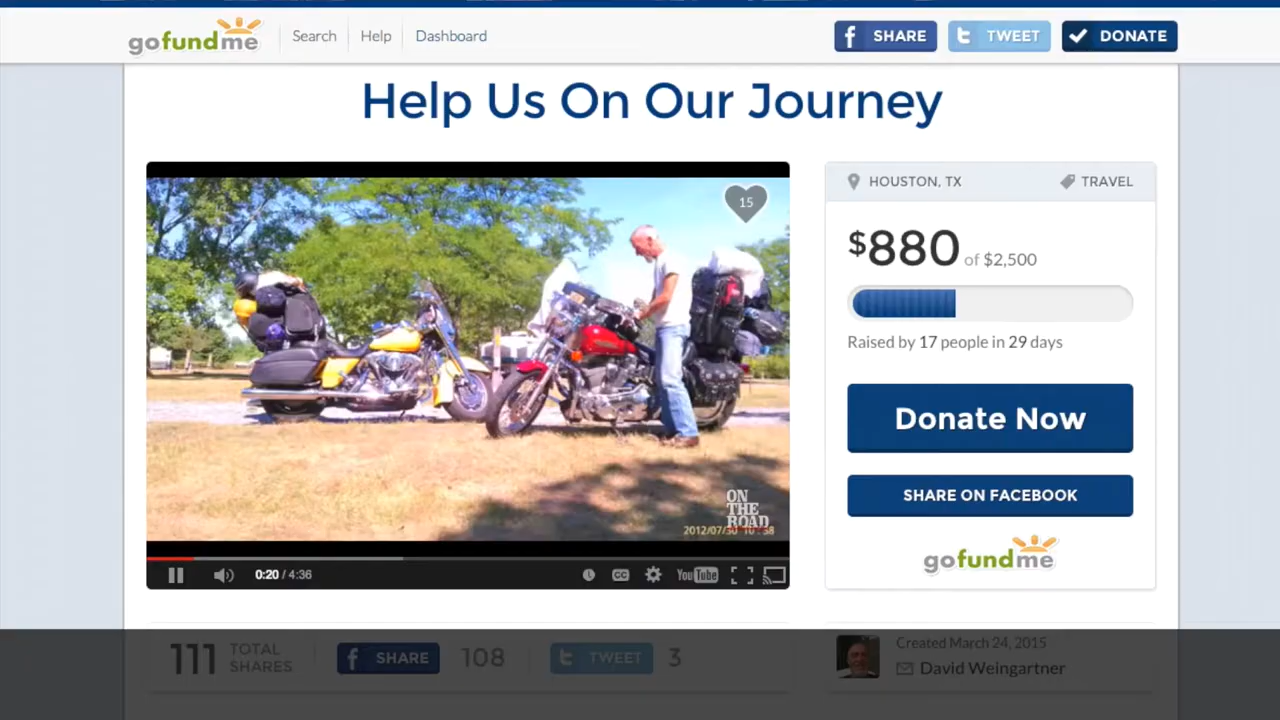 gofundme
Search
Help
Dashboard
SHARE
TWEET
DONATE
Help Us On Our Journey
15
ON
THE
ROAD
2012/07/30 10:38
0:20 / 4:36
CC
YouTube
HOUSTON, TX
TRAVEL
$880 of $2,500
Raised by 17 people in 29 days
Donate Now
SHARE ON FACEBOOK
gofundme
111
TOTAL
SHARES
SHARE
108
TWEET
3
Created March 24, 2015
David Weingartner